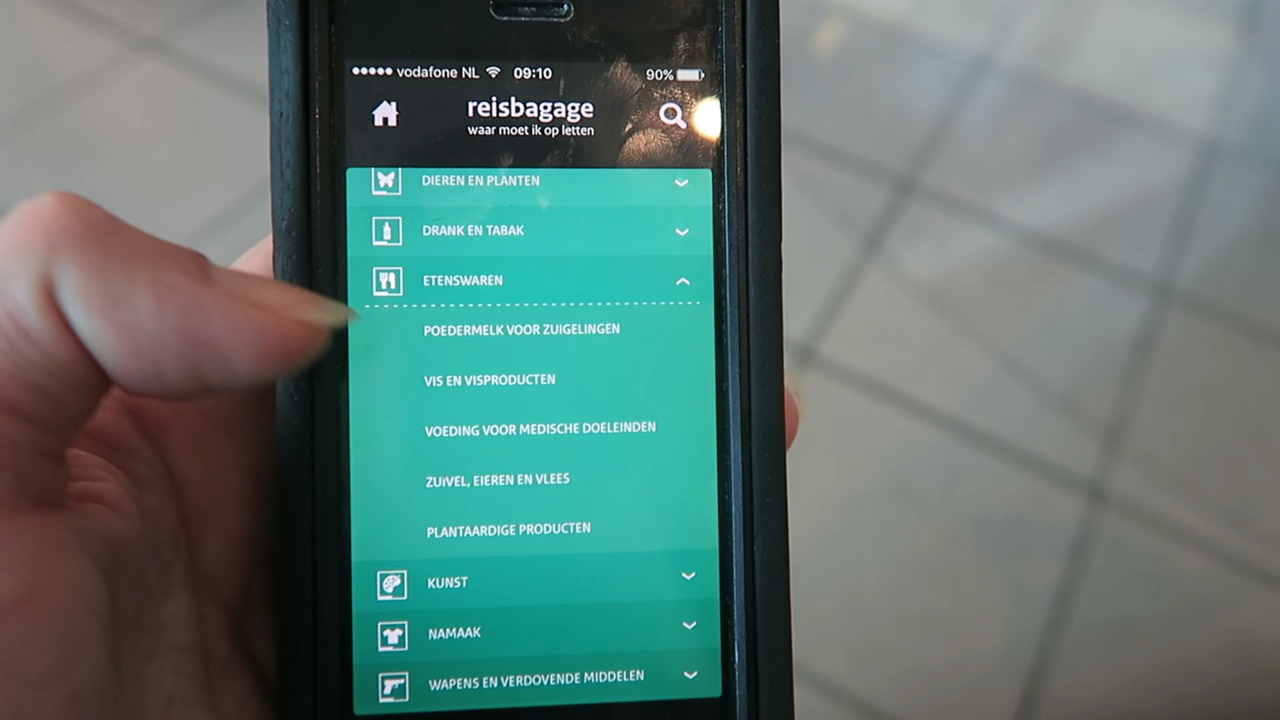 vodafone NL 09:10 90%
reisbagage
waar moet ik op letten
DIEREN EN PLANTEN
DRANK EN TABAK
ETENSWAREN
POEDERMELK VOOR ZUIGELINGEN
VIS EN VISPRODUCTEN
VOEDING VOOR MEDISCHE DOELEINDEN
ZUIVEL, EIEREN EN VLEES
PLANTAARDIGE PRODUCTEN
KUNST
NAMAAK
WAPENS EN VERDOVENDE MIDDELEN